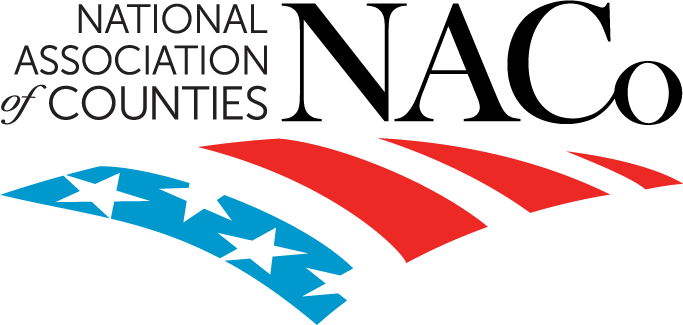 NATIONAL
ASSOCIATION
of COUNTIES
NACo